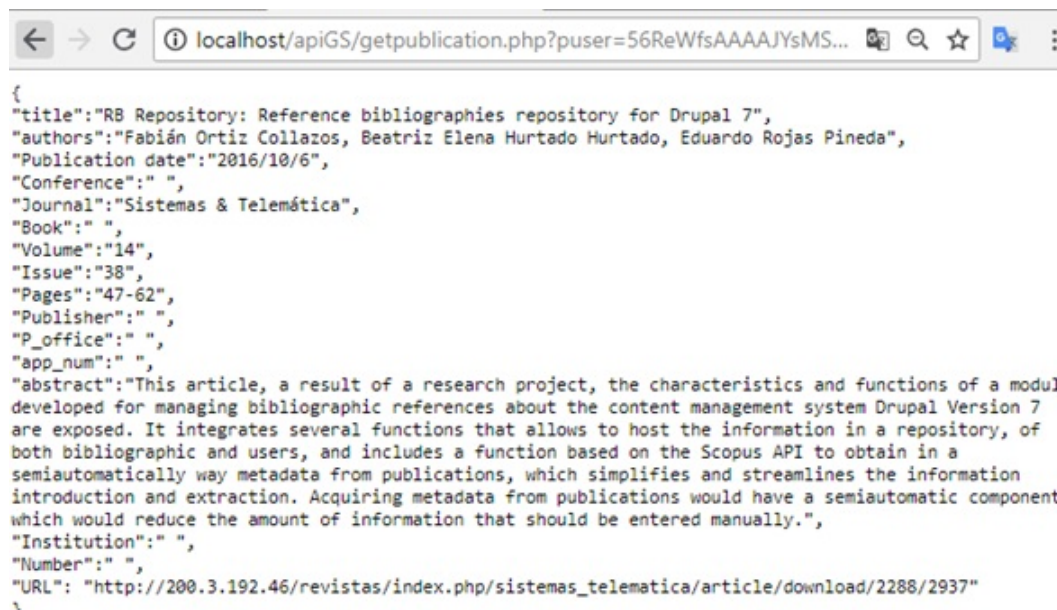 localhost/apiGS/getpublication.php?puser=56ReWfsAAAAJYsMS...
{
"title":"RB Repository: Reference bibliographies repository for Drupal 7",
"authors":"Fabián Ortiz Collazos, Beatriz Elena Hurtado Hurtado, Eduardo Rojas Pineda",
"Publication date":"2016/10/6",
"Conference":" ",
"Journal":"Sistemas & Telemática",
"Book":" ",
"Volume":"14",
"Issue":"38",
"Pages":"47-62",
"Publisher":" ",
"P_office":" ",
"app_num":" ",
"abstract":"This article, a result of a research project, the characteristics and functions of a modul
developed for managing bibliographic references about the content management system Drupal Version 7
are exposed. It integrates several functions that allows to host the information in a repository, of
both bibliographic and users, and includes a function based on the Scopus API to obtain in a
semiautomatically way metadata from publications, which simplifies and streamlines the information
introduction and extraction. Acquiring metadata from publications would have a semiautomatic component
which would reduce the amount of information that should be entered manually.",
"Institution":" ",
"Number":" ",
"URL": "http://200.3.192.46/revistas/index.php/sistemas_telematica/article/download/2288/2937"
}